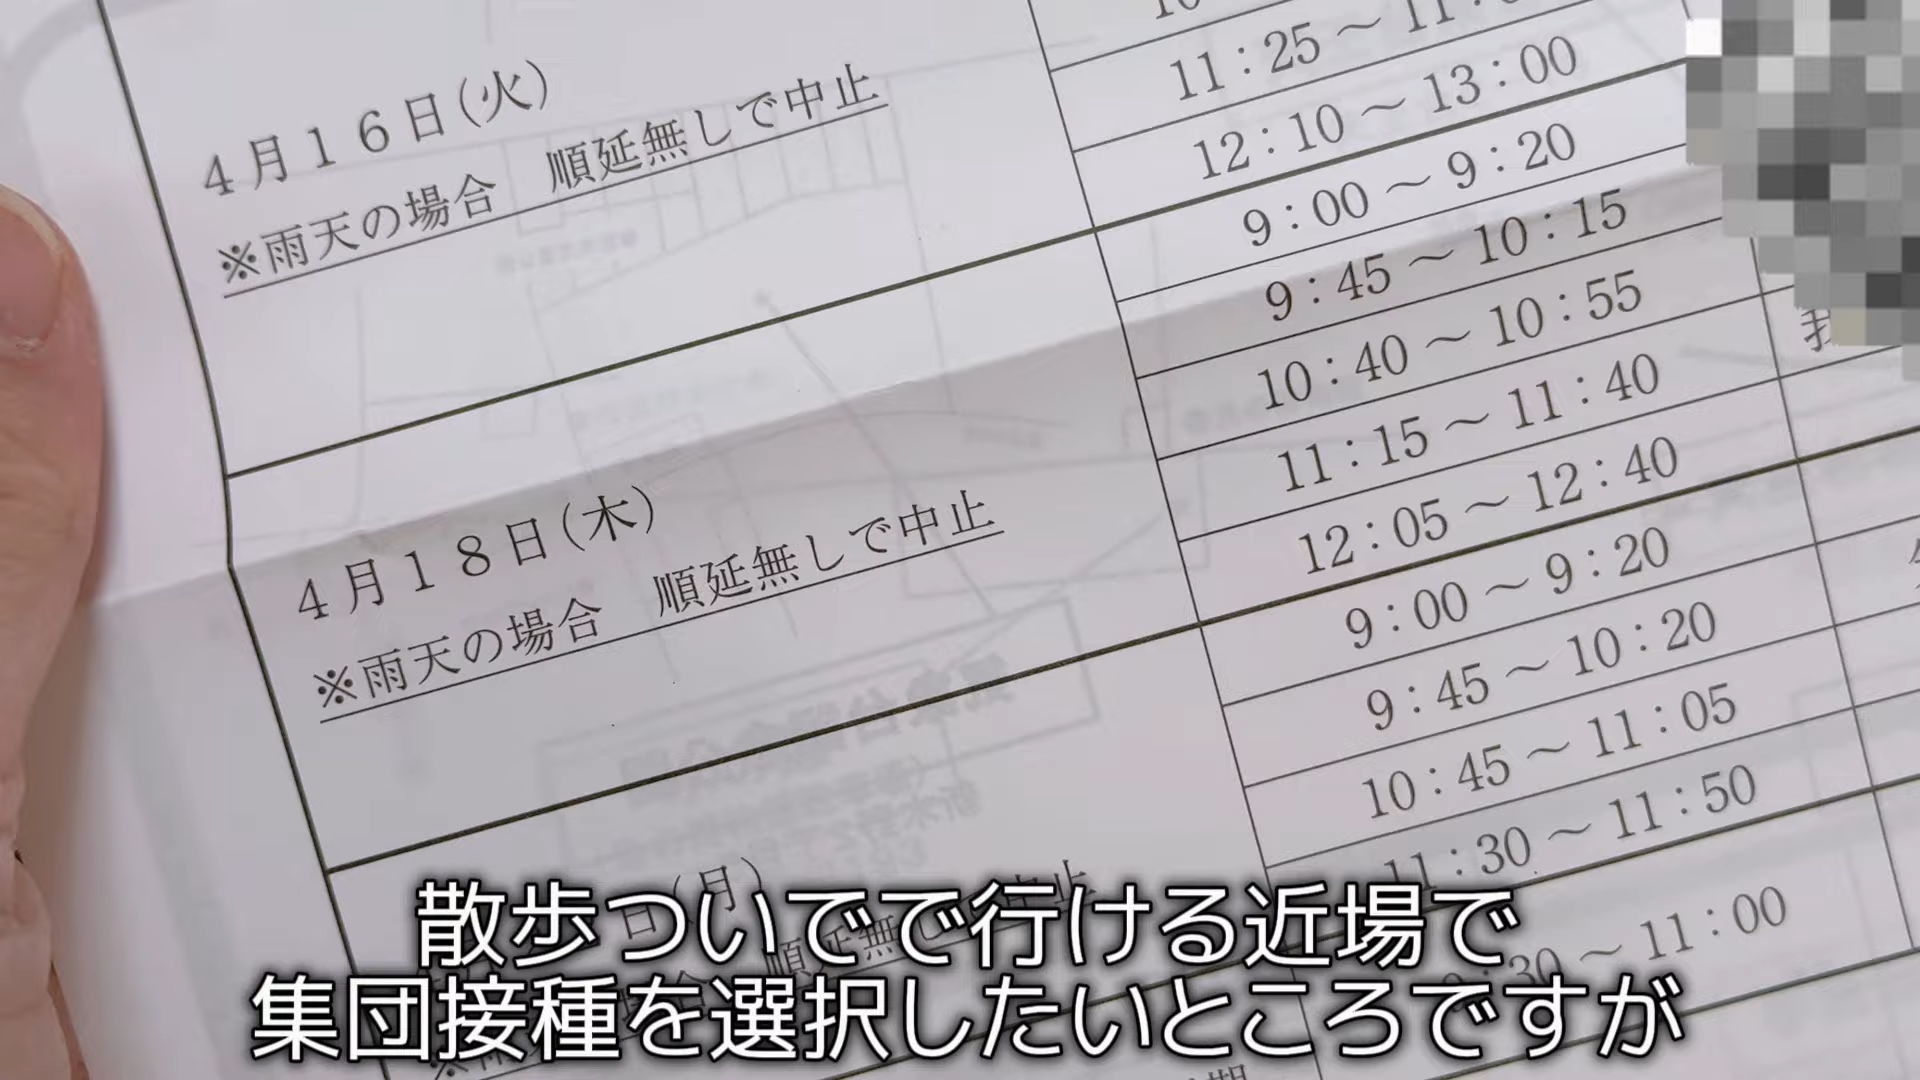 4月16日(火)
※雨天の場合　順延無しで中止
11:25～11:
12:10～13:00
9:00～9:20
9:45～10:15
10:40～10:55
11:15～11:40
12:05～12:40
4月18日(木)
※雨天の場合　順延無しで中止
9:00～9:20
9:45～10:20
10:45～11:05
11:30～11:50
日(月)
:30～11:00
散歩ついでで行ける近場で
集団接種を選択したいところですが